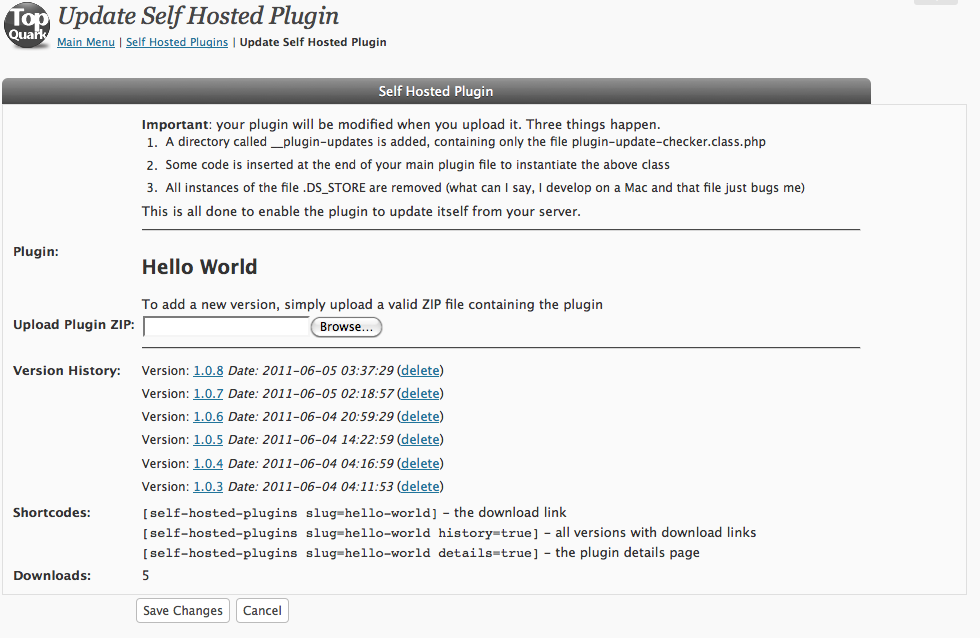 Top
Quark
Update Self Hosted Plugin
Main Menu | Self Hosted Plugins | Update Self Hosted Plugin
Self Hosted Plugin
Important: your plugin will be modified when you upload it. Three things happen.
1. A directory called __plugin-updates is added, containing only the file plugin-update-checker.class.php
2. Some code is inserted at the end of your main plugin file to instantiate the above class
3. All instances of the file .DS_STORE are removed (what can I say, I develop on a Mac and that file just bugs me)
This is all done to enable the plugin to update itself from your server.
Plugin:
Hello World
To add a new version, simply upload a valid ZIP file containing the plugin
Upload Plugin ZIP: Browse...
Version History: Version: 1.0.8 Date: 2011-06-05 03:37:29 (delete)
Version: 1.0.7 Date: 2011-06-05 02:18:57 (delete)
Version: 1.0.6 Date: 2011-06-04 20:59:29 (delete)
Version: 1.0.5 Date: 2011-06-04 14:22:59 (delete)
Version: 1.0.4 Date: 2011-06-04 04:16:59 (delete)
Version: 1.0.3 Date: 2011-06-04 04:11:53 (delete)
Shortcodes: [self-hosted-plugins slug=hello-world] – the download link
[self-hosted-plugins slug=hello-world history=true] – all versions with download links
[self-hosted-plugins slug=hello-world details=true] – the plugin details page
Downloads: 5
Save Changes Cancel